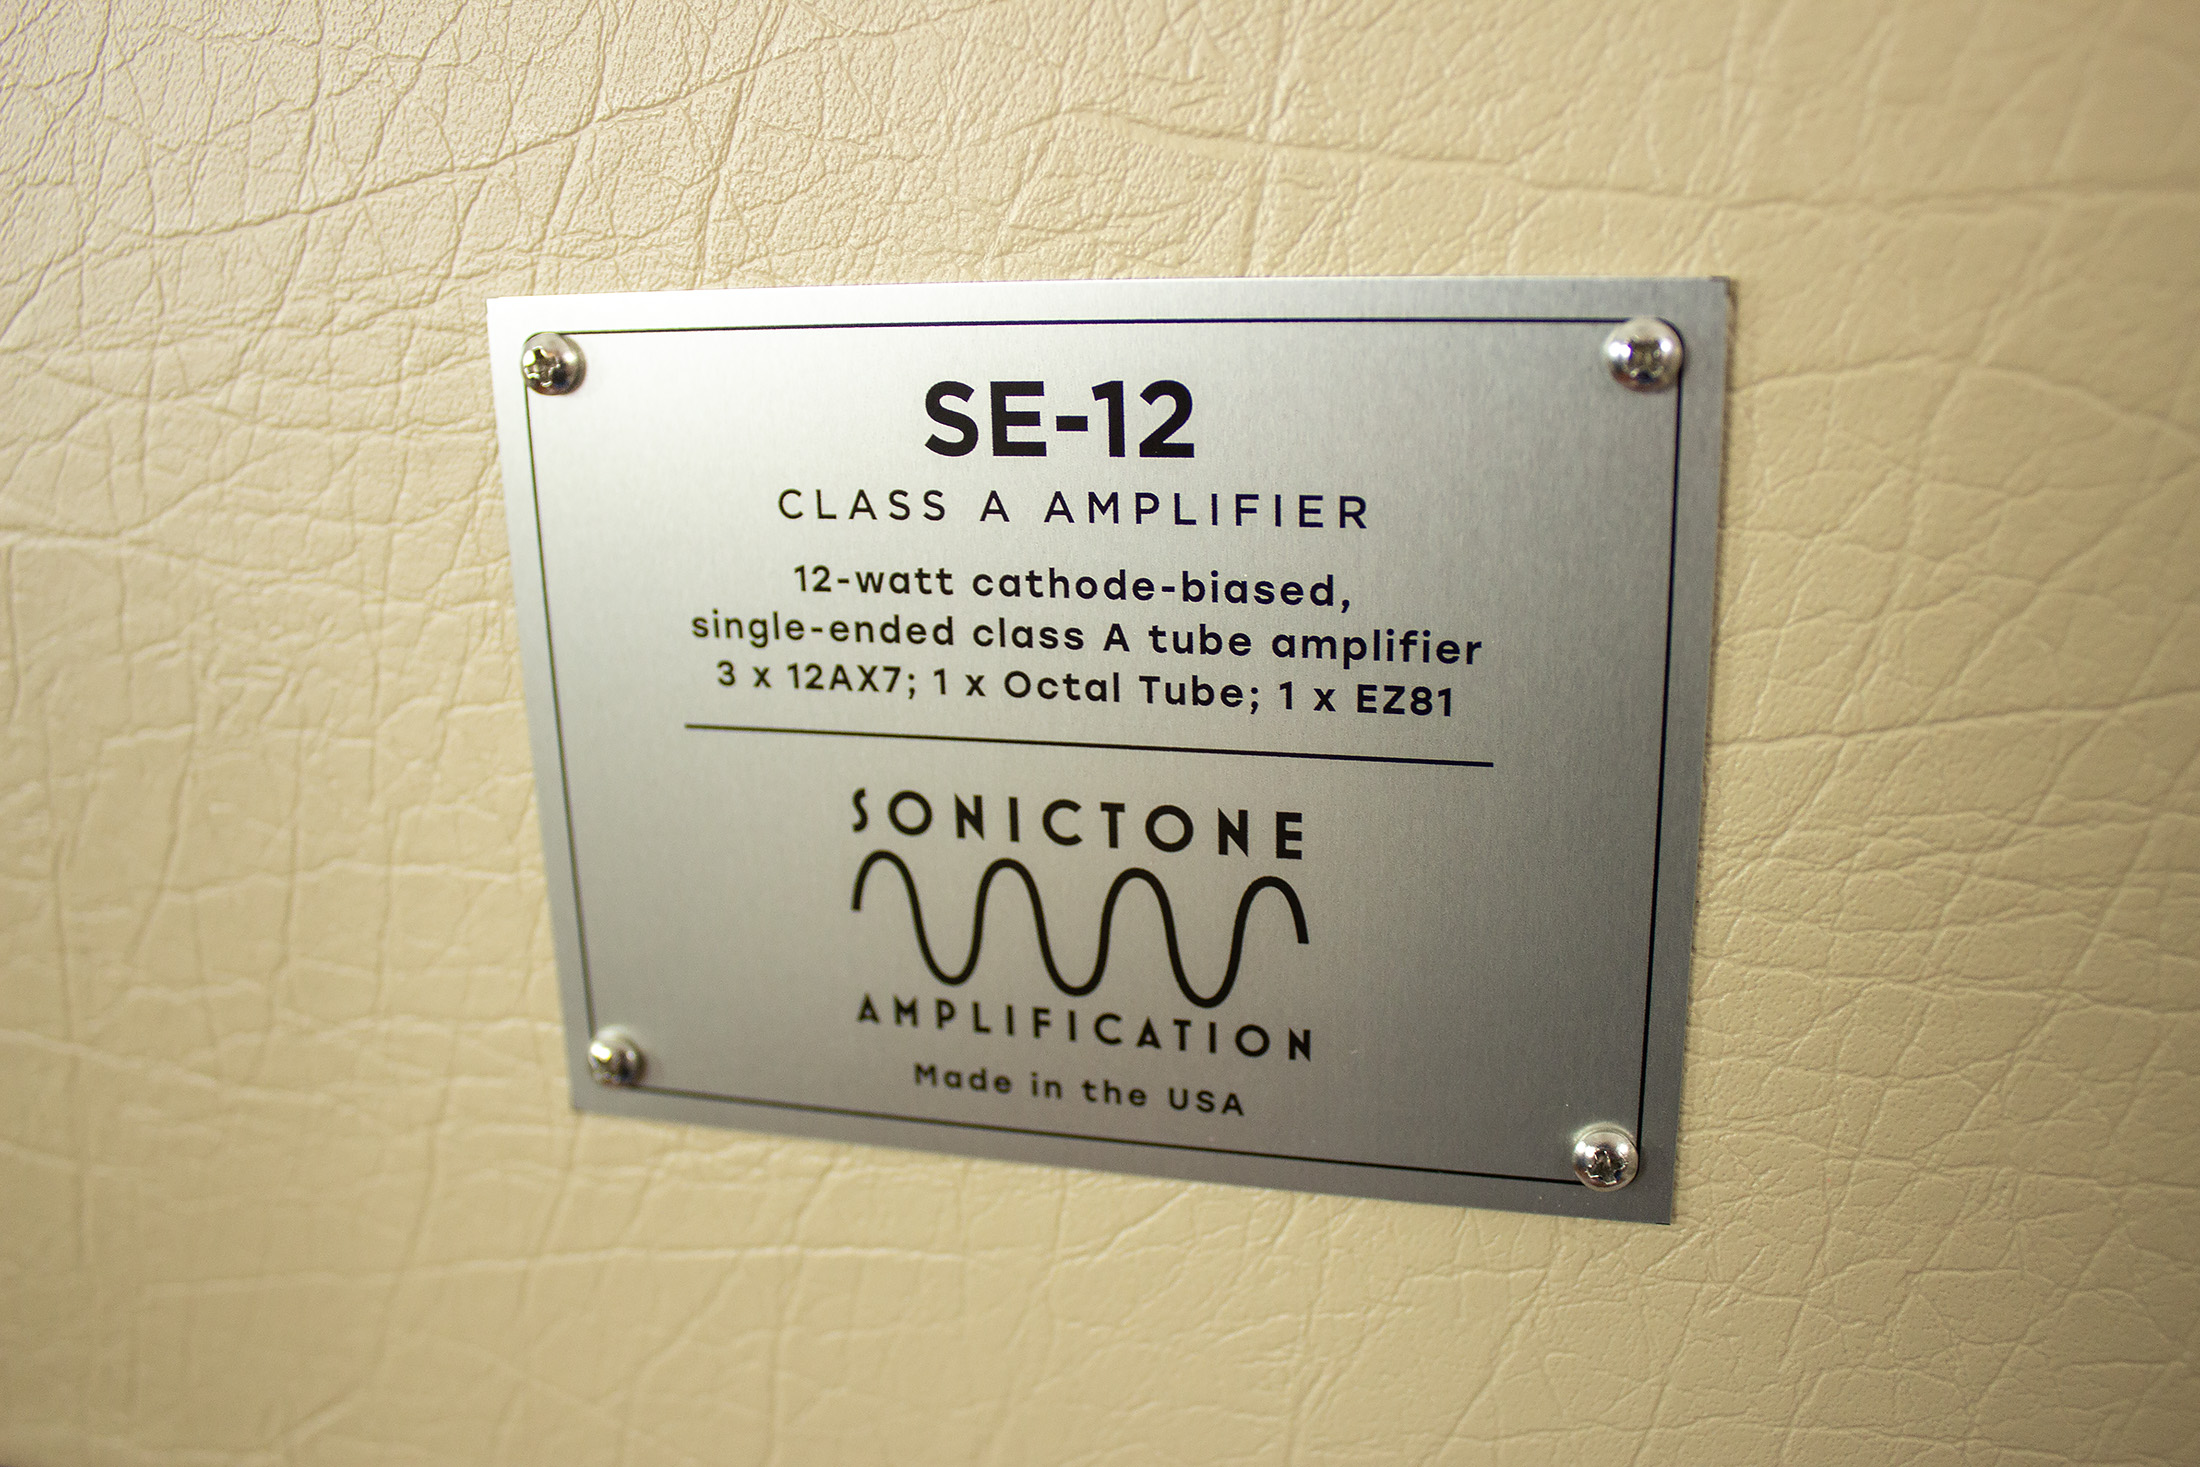 SE-12
CLASS A AMPLIFIER
12-watt cathode-biased,
single-ended class A tube amplifier
3 x 12AX7; 1 x Octal Tube; 1 x EZ81
SONICTONE
AMPLIFICATION
Made in the USA